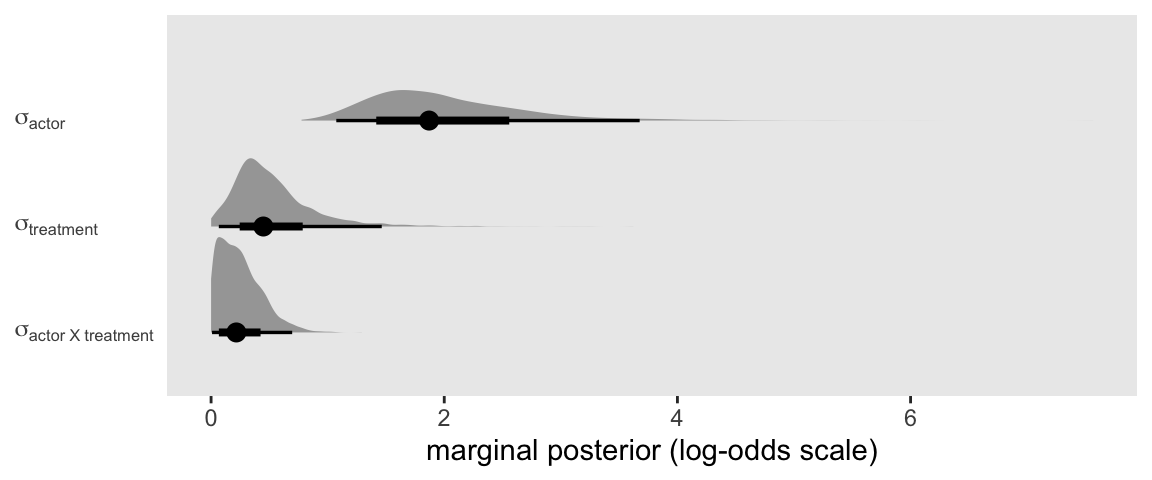 σactor
σtreatment
σactor X treatment
0 2 4 6
marginal posterior (log-odds scale)